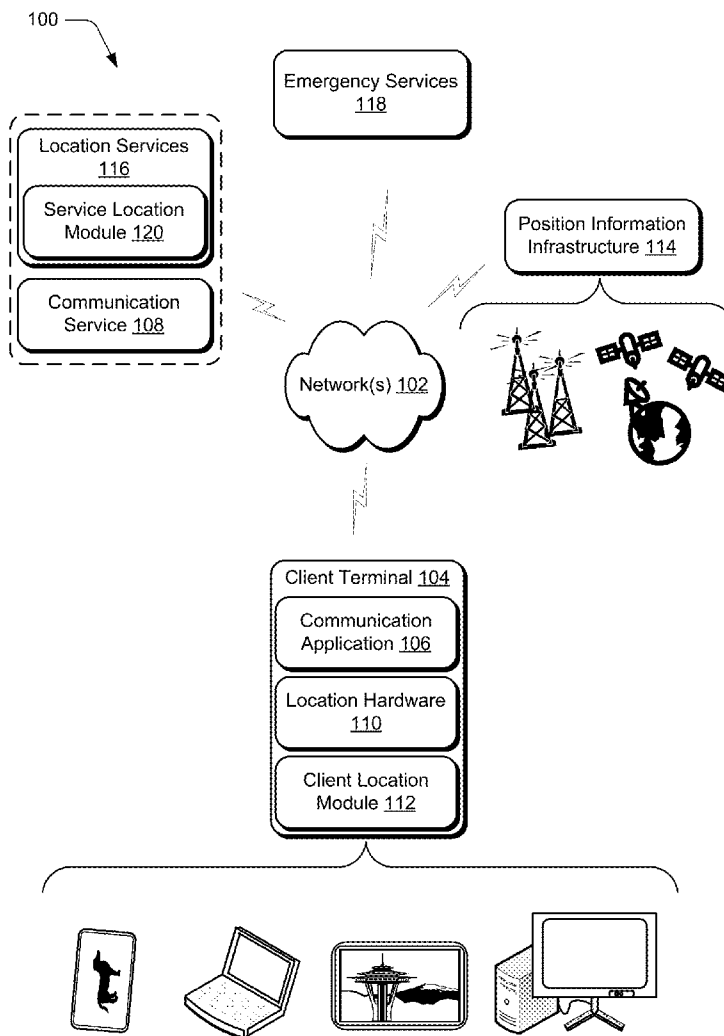 100
Emergency Services
118
Location Services
116
Service Location
Module 120
Communication
Service 108
Position Information
Infrastructure 114
Network(s) 102
Client Terminal 104
Communication
Application 106
Location Hardware
110
Client Location
Module 112